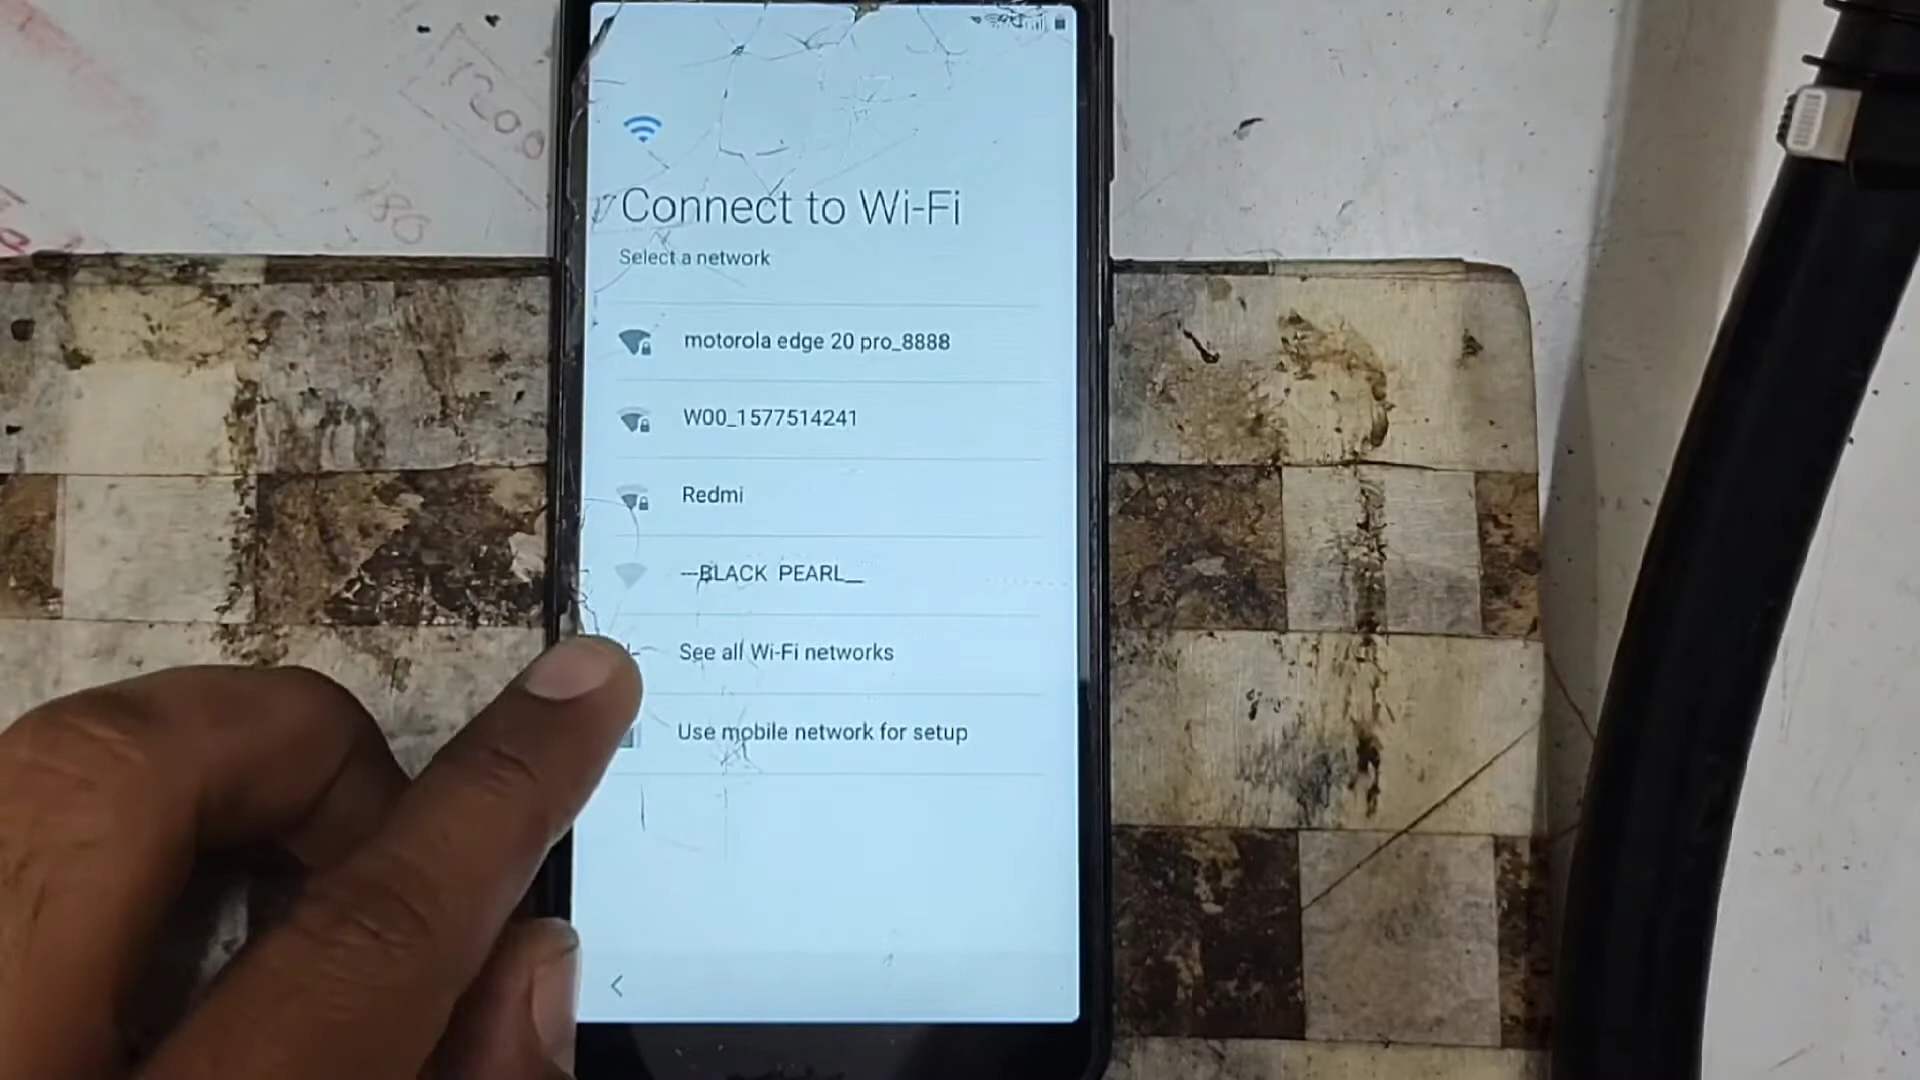 Connect to Wi-Fi
Select a network
motorola edge 20 pro_8888
W00_1577514241
Redmi
---BLACK PEARL__
See all Wi-Fi networks
Use mobile network for setup